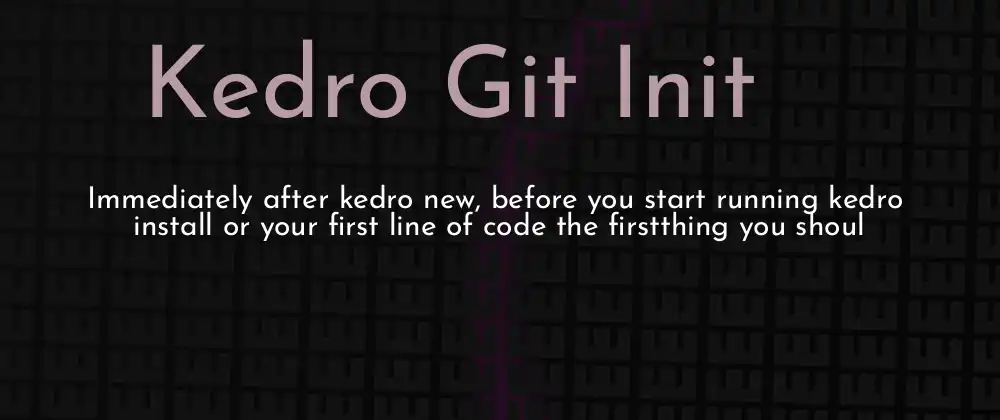 Kedro Git Init
Immediately after kedro new, before you start running kedro
install or your first line of code the firstthing you shoul